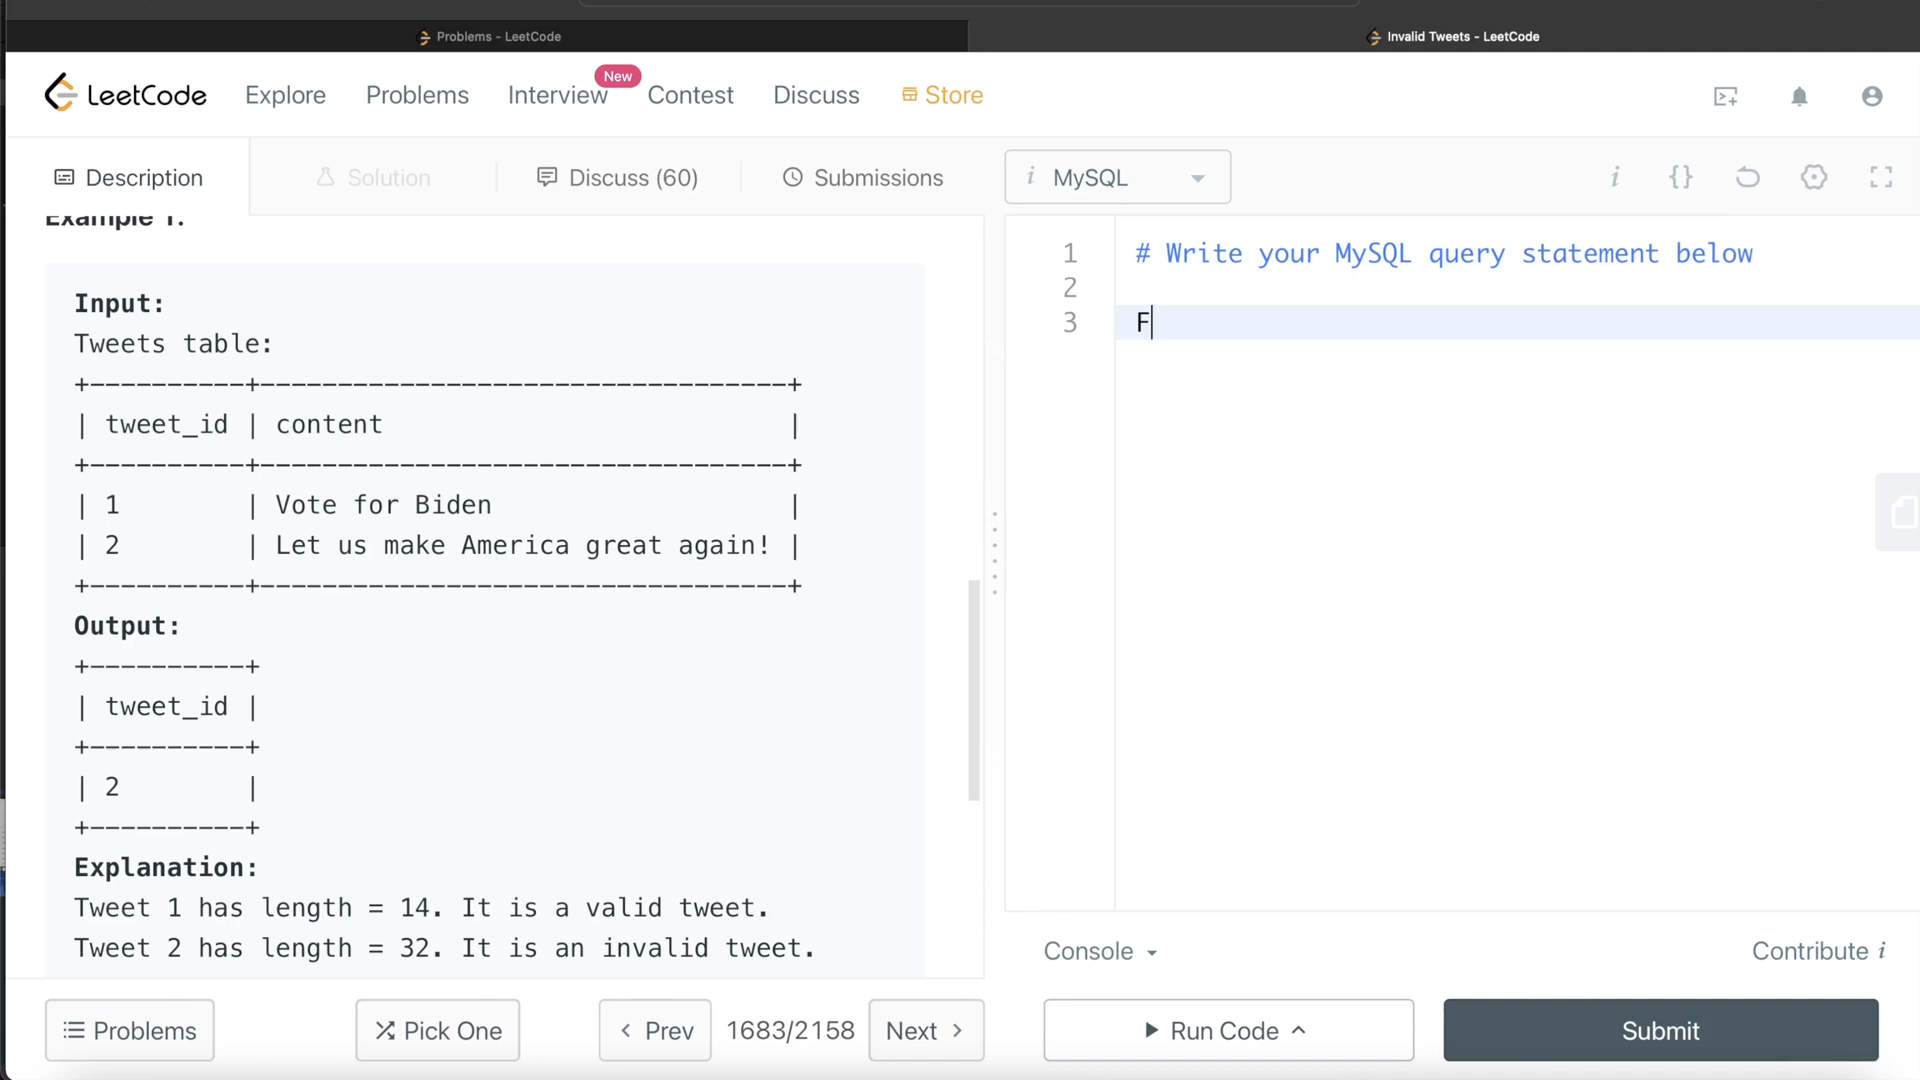 Problems - LeetCode
Invalid Tweets - LeetCode
LeetCode
Explore
Problems
Interview
New
Contest
Discuss
Store
Description
Solution
Discuss (60)
Submissions
i MySQL
i {}
Example 1:
Input:
Tweets table:
+----------+----------------------------------+
| tweet_id | content                          |
+----------+----------------------------------+
| 1        | Vote for Biden                   |
| 2        | Let us make America great again! |
+----------+----------------------------------+
Output:
+----------+
| tweet_id |
+----------+
| 2        |
+----------+
Explanation:
Tweet 1 has length = 14. It is a valid tweet.
Tweet 2 has length = 32. It is an invalid tweet.
1 # Write your MySQL query statement below
2
3 F
Console
Contribute i
Problems
Pick One
Prev
1683/2158
Next
Run Code
Submit